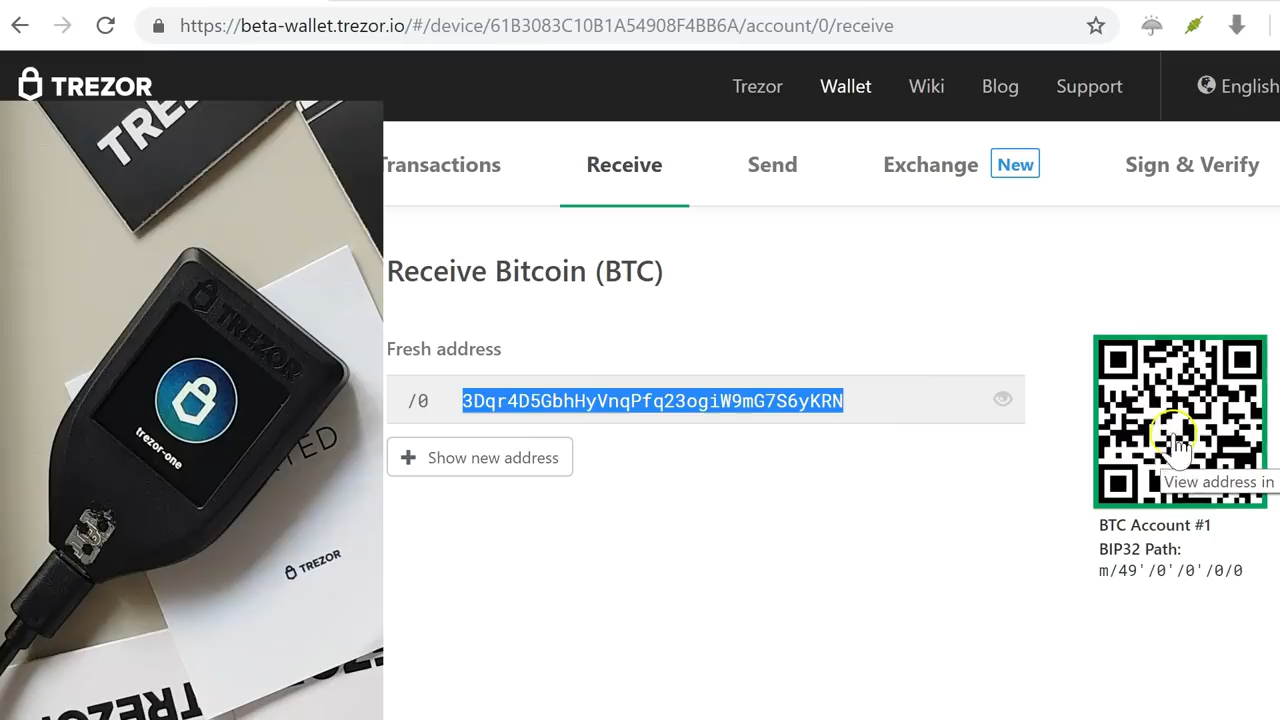 https://beta-wallet.trezor.io/#/device/61B3083C10B1A54908F4BB6A/account/0/receive
TREZOR
Trezor Wallet Wiki Blog Support English
Transactions Receive Send Exchange New Sign & Verify
Receive Bitcoin (BTC)
Fresh address
/0 3Dqr4D5GbhHyVnqPfq23ogiW9mG7S6yKRN
+ Show new address
View address in
BTC Account #1
BIP32 Path:
m/49'/0'/0'/0/0
TREZOR
trezor-one
TREZOR